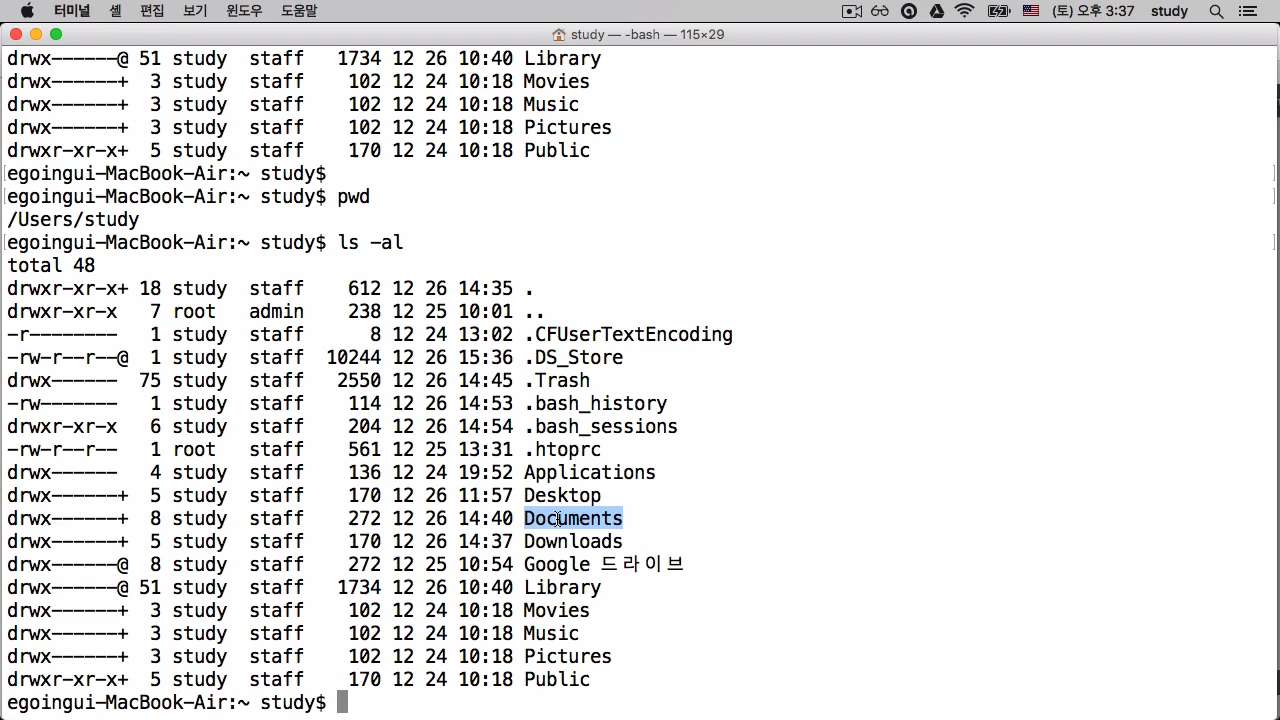 터미널 셸 편집 보기 윈도우 도움말 (토) 오후 3:37 study
study — -bash — 115×29
drwx------@ 51 study staff 1734 12 26 10:40 Library
drwx------+ 3 study staff 102 12 24 10:18 Movies
drwx------+ 3 study staff 102 12 24 10:18 Music
drwx------+ 3 study staff 102 12 24 10:18 Pictures
drwxr-xr-x+ 5 study staff 170 12 24 10:18 Public
egoingui-MacBook-Air:~ study$
egoingui-MacBook-Air:~ study$ pwd
/Users/study
egoingui-MacBook-Air:~ study$ ls -al
total 48
drwxr-xr-x+ 18 study staff 612 12 26 14:35 .
drwxr-xr-x 7 root admin 238 12 25 10:01 ..
-r-------- 1 study staff 8 12 24 13:02 .CFUserTextEncoding
-rw-r--r--@ 1 study staff 10244 12 26 15:36 .DS_Store
drwx------ 75 study staff 2550 12 26 14:45 .Trash
-rw------- 1 study staff 114 12 26 14:53 .bash_history
drwxr-xr-x 6 study staff 204 12 26 14:54 .bash_sessions
-rw-r--r-- 1 root staff 561 12 25 13:31 .htoprc
drwx------ 4 study staff 136 12 24 19:52 Applications
drwx------+ 5 study staff 170 12 26 11:57 Desktop
drwx------+ 8 study staff 272 12 26 14:40 Documents
drwx------+ 5 study staff 170 12 26 14:37 Downloads
drwx------@ 8 study staff 272 12 25 10:54 Google 드라이브
drwx------@ 51 study staff 1734 12 26 10:40 Library
drwx------+ 3 study staff 102 12 24 10:18 Movies
drwx------+ 3 study staff 102 12 24 10:18 Music
drwx------+ 3 study staff 102 12 24 10:18 Pictures
drwxr-xr-x+ 5 study staff 170 12 24 10:18 Public
egoingui-MacBook-Air:~ study$